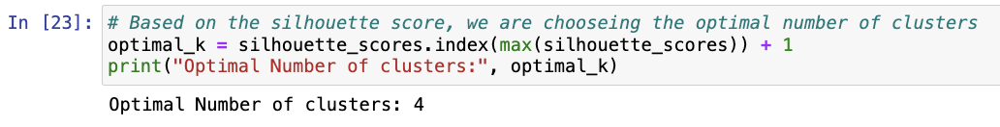 In [23]: # Based on the silhouette score, we are chooseing the optimal number of clusters
optimal_k = silhouette_scores.index(max(silhouette_scores)) + 1
print("Optimal Number of clusters:", optimal_k)
Optimal Number of clusters: 4